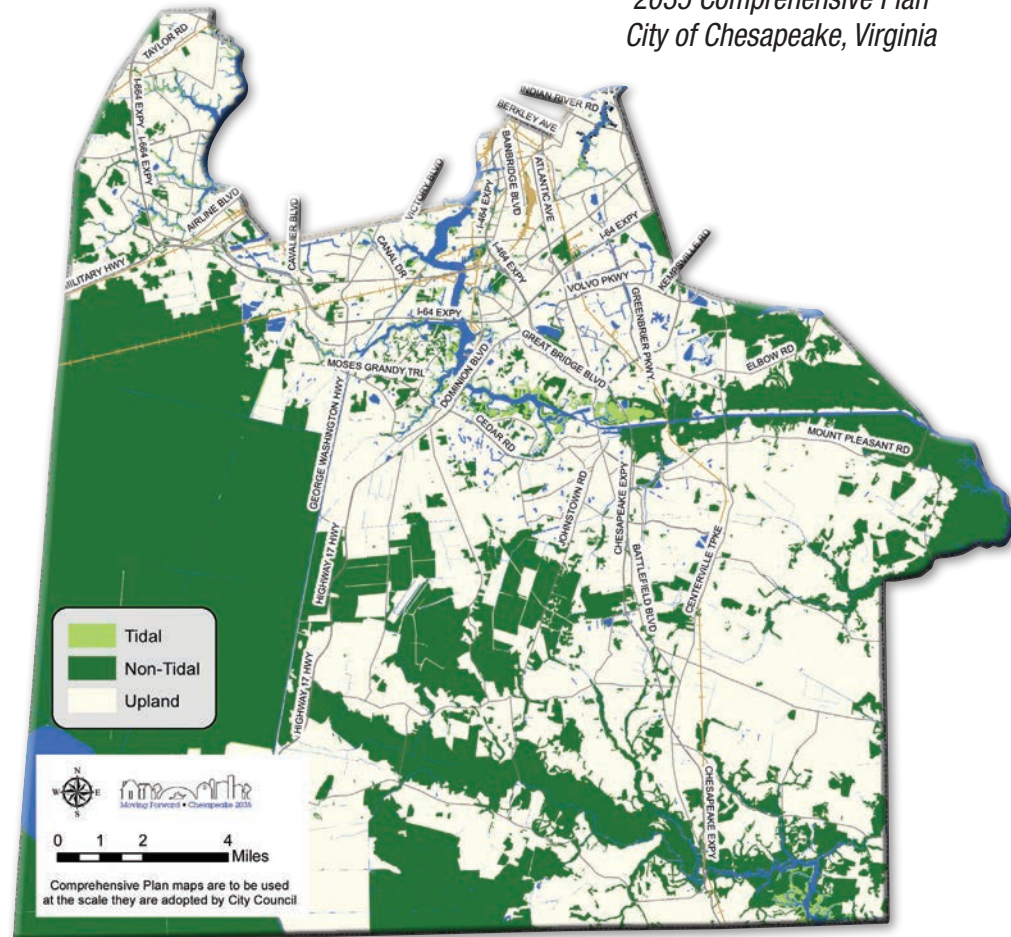 2035 Comprehensive Plan
City of Chesapeake, Virginia
TAYLOR RD
I-664 EXPY
I-664 EXPY
AIRLINE BLVD
MILITARY HWY
CAVALIER BLVD
VICTORY BLVD
CANAL DR
INDIAN RIVER RD
BERKLEY AVE
BAINBRIDGE BLVD
ATLANTIC AVE
I-464 EXPY
I-464 EXPY
I-64 EXPY
KEMPSVILLE RD
VOLVO PKWY
GREENBRIER PKWY
I-64 EXPY
GREAT BRIDGE BLVD
ELBOW RD
MOSES GRANDY TRL
DOMINION BLVD
CEDAR RD
MOUNT PLEASANT RD
GEORGE WASHINGTON HWY
JOHNSTOWN RD
CHESAPEAKE EXPY
BATTLEFIELD BLVD
CENTERVILLE TPKE
HIGHWAY 17 HWY
HIGHWAY 17 HWY
CHESAPEAKE EXPY
Tidal
Non-Tidal
Upland
N
W E
S
Moving Forward • Chesapeake 2035
0 1 2 4
Miles
Comprehensive Plan maps are to be used
at the scale they are adopted by City Council